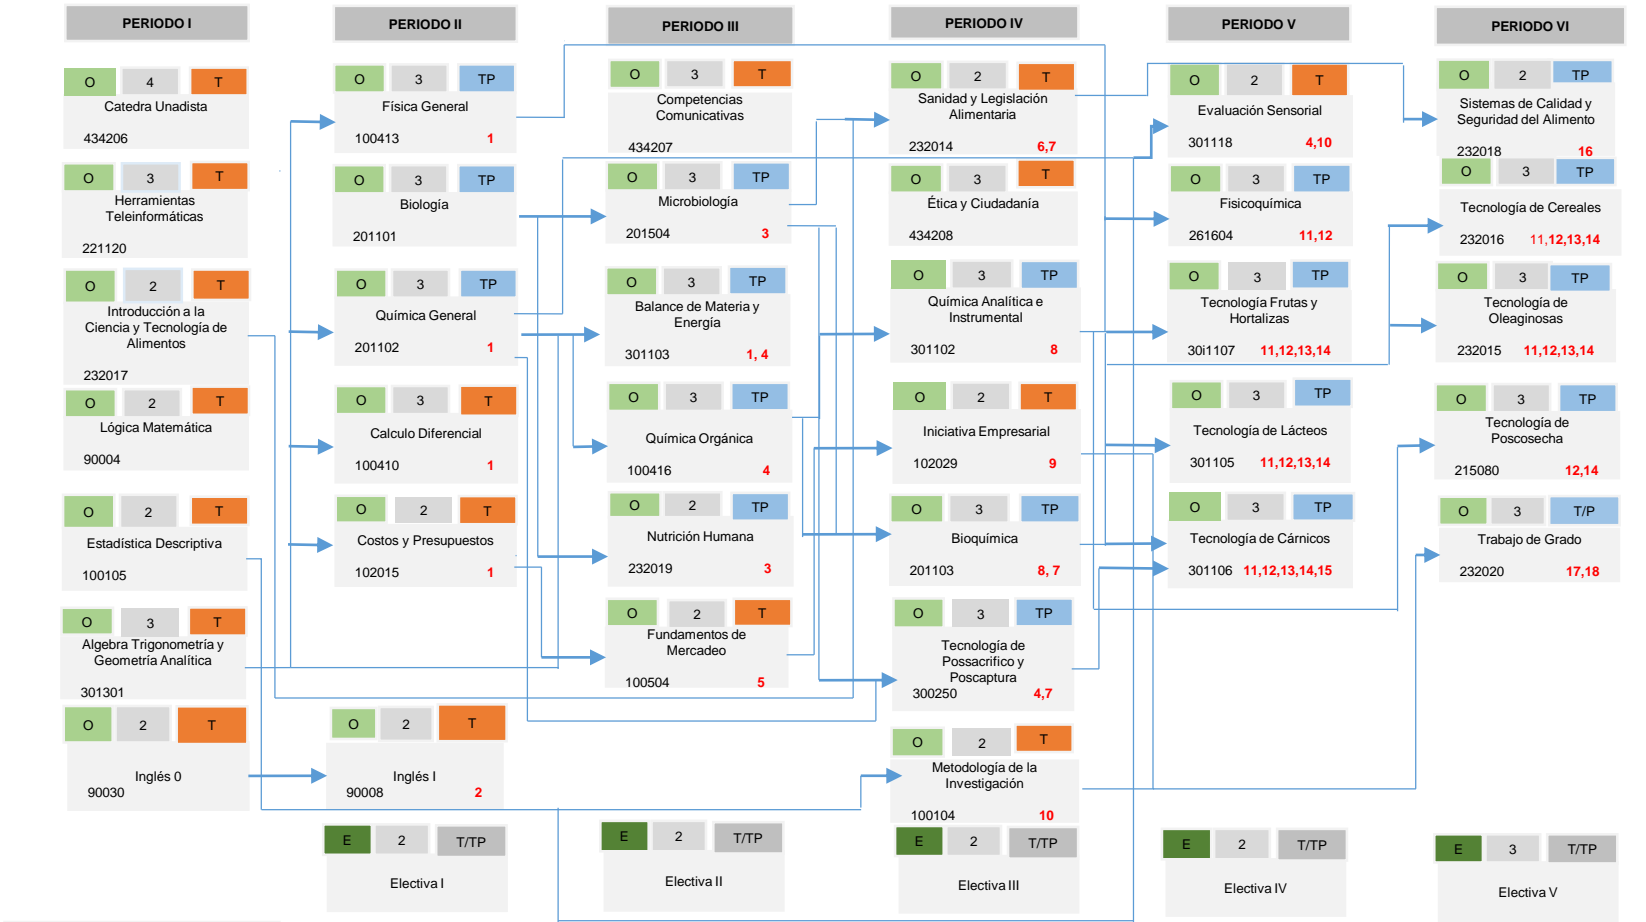 PERIODO I
O 4 T
Catedra Unadista
434206
O 3 T
Herramientas
Teleinformáticas
221120
O 2 T
Introducción a la
Ciencia y Tecnología de
Alimentos
232017
O 2 T
Lógica Matemática
90004
O 2 T
Estadística Descriptiva
100105
O 3 T
Algebra Trigonometría y
Geometría Analítica
301301
O 2 T
Inglés 0
90030
PERIODO II
O 3 TP
Física General
100413 1
O 3 TP
Biología
201101
O 3 TP
Química General
201102 1
O 3 T
Calculo Diferencial
100410 1
O 2 T
Costos y Presupuestos
102015 1
O 2 T
Inglés I
90008 2
E 2 T/TP
Electiva I
PERIODO III
O 3 T
Competencias
Comunicativas
434207
O 3 TP
Microbiología
201504 3
O 3 TP
Balance de Materia y
Energía
301103 1, 4
O 3 TP
Química Orgánica
100416 4
O 2 TP
Nutrición Humana
232019 3
O 2 T
Fundamentos de
Mercadeo
100504 5
E 2 T/TP
Electiva II
PERIODO IV
O 2 T
Sanidad y Legislación
Alimentaria
232014 6,7
O 3 T
Ética y Ciudadanía
434208
O 3 TP
Química Analítica e
Instrumental
301102 8
O 2 T
Iniciativa Empresarial
102029 9
O 3 TP
Bioquímica
201103 8, 7
O 3 TP
Tecnología de
Possacrifico y
Poscaptura
300250 4,7
O 2 T
Metodología de la
Investigación
100104 10
E 2 T/TP
Electiva III
PERIODO V
O 2 T
Evaluación Sensorial
301118 4,10
O 3 TP
Fisicoquímica
261604 11,12
O 3 TP
Tecnología Frutas y
Hortalizas
30i1107 11,12,13,14
O 3 TP
Tecnología de Lácteos
301105 11,12,13,14
O 3 TP
Tecnología de Cárnicos
301106 11,12,13,14,15
E 2 T/TP
Electiva IV
PERIODO VI
O 2 TP
Sistemas de Calidad y
Seguridad del Alimento
232018 16
O 3 TP
Tecnología de Cereales
232016 11,12,13,14
O 3 TP
Tecnología de
Oleaginosas
232015 11,12,13,14
O 3 TP
Tecnología de
Poscosecha
215080 12,14
O 3 T/P
Trabajo de Grado
232020 17,18
E 3 T/TP
Electiva V